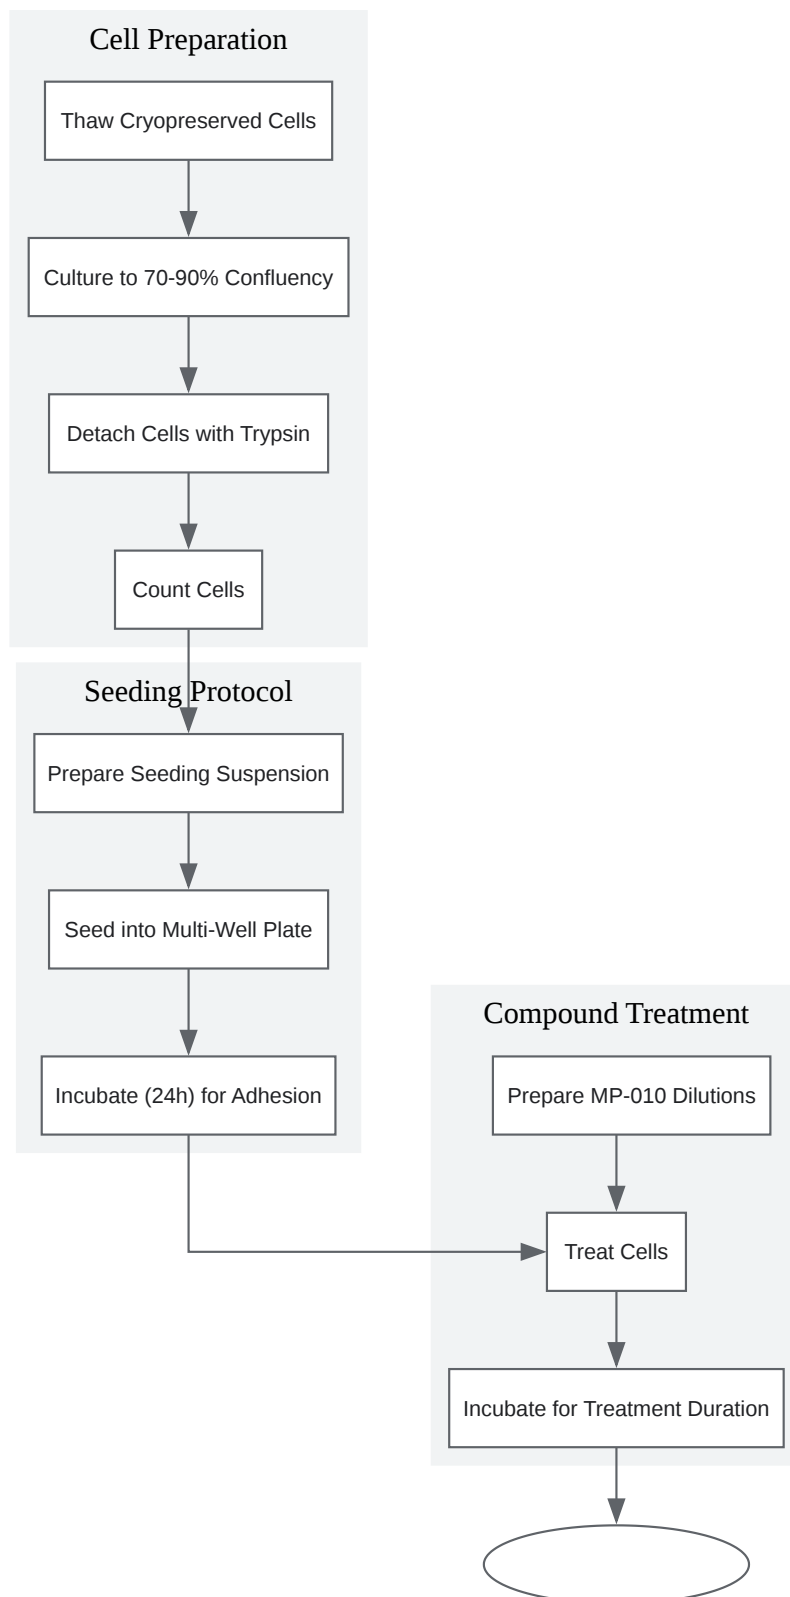 Cell Preparation
Thaw Cryopreserved Cells
Culture to 70-90% Confluency
Detach Cells with Trypsin
Count Cells
Seeding Protocol
Prepare Seeding Suspension
Seed into Multi-Well Plate
Incubate (24h) for Adhesion
Compound Treatment
Prepare MP-010 Dilutions
Treat Cells
Incubate for Treatment Duration